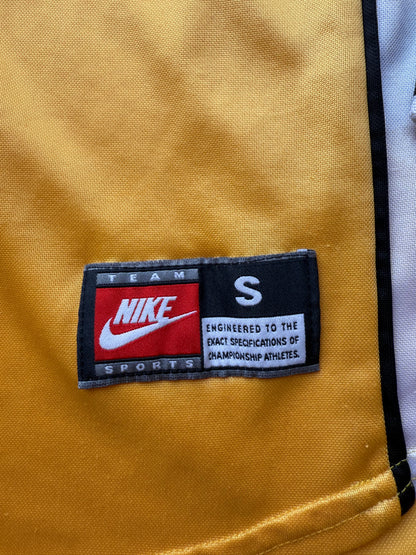 TEAM
NIKE
SPORTS
S
ENGINEERED TO THE
EXACT SPECIFICATIONS OF
CHAMPIONSHIP ATHLETES.